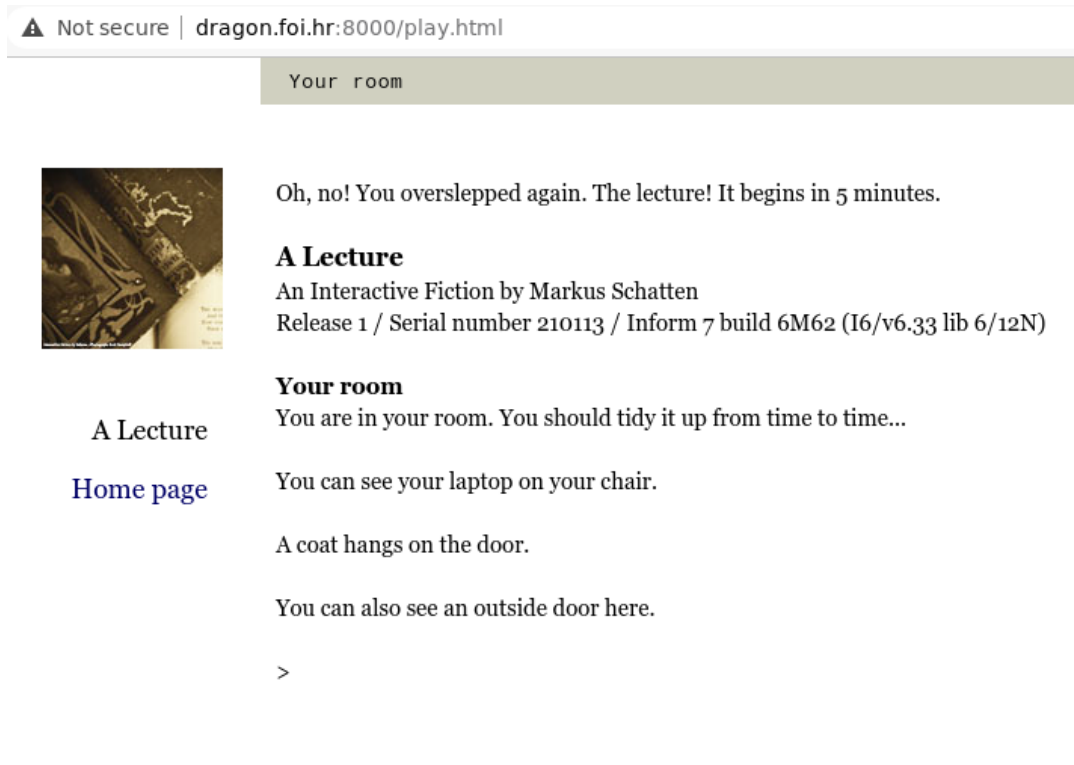 Not secure | dragon.foi.hr:8000/play.html
Your room
Oh, no! You overslepped again. The lecture! It begins in 5 minutes.
A Lecture
An Interactive Fiction by Markus Schatten
Release 1 / Serial number 210113 / Inform 7 build 6M62 (I6/v6.33 lib 6/12N)
Your room
You are in your room. You should tidy it up from time to time...
You can see your laptop on your chair.
A coat hangs on the door.
You can also see an outside door here.
>
A Lecture
Home page